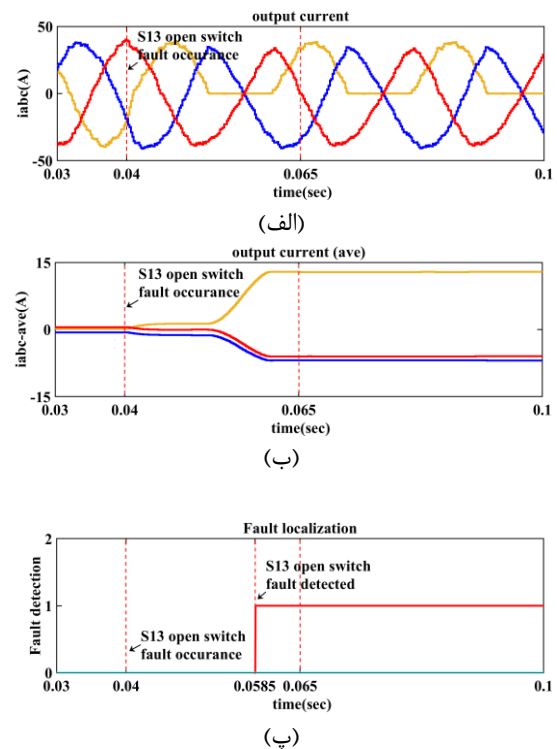 output current
50
S13 open switch
fault occurance
iabc(A)
0
-50
0.03 0.04 0.065 0.1
time(sec)
(الف)
output current (ave)
15
S13 open switch
fault occurance
iabc-ave(A)
0
-15
0.03 0.04 0.065 0.1
time(sec)
(ب)
Fault localization
2
S13 open switch
fault detected
Fault detection
1
S13 open switch
fault occurance
0
0.03 0.04 0.0585 0.065 0.1
time(sec)
(پ)